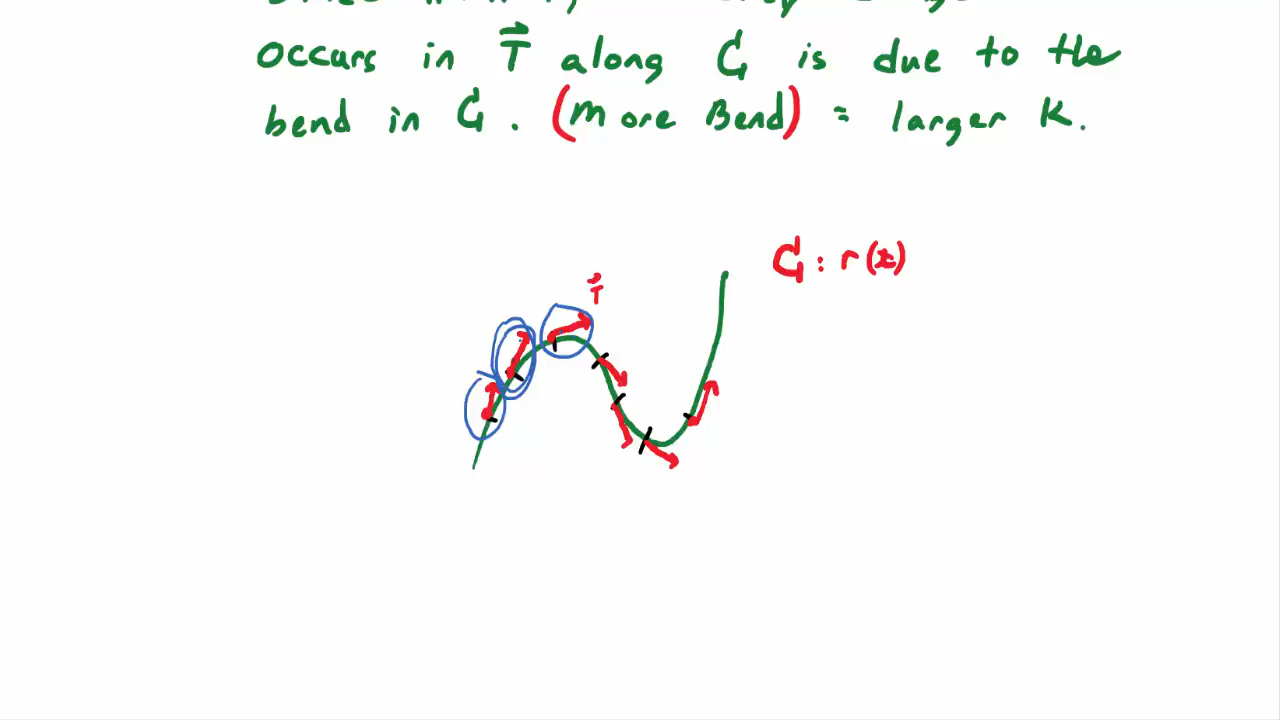 occurs in T⃗ along C is due to the
bend in C. (More Bend) = larger K.
C : r(t)
T⃗